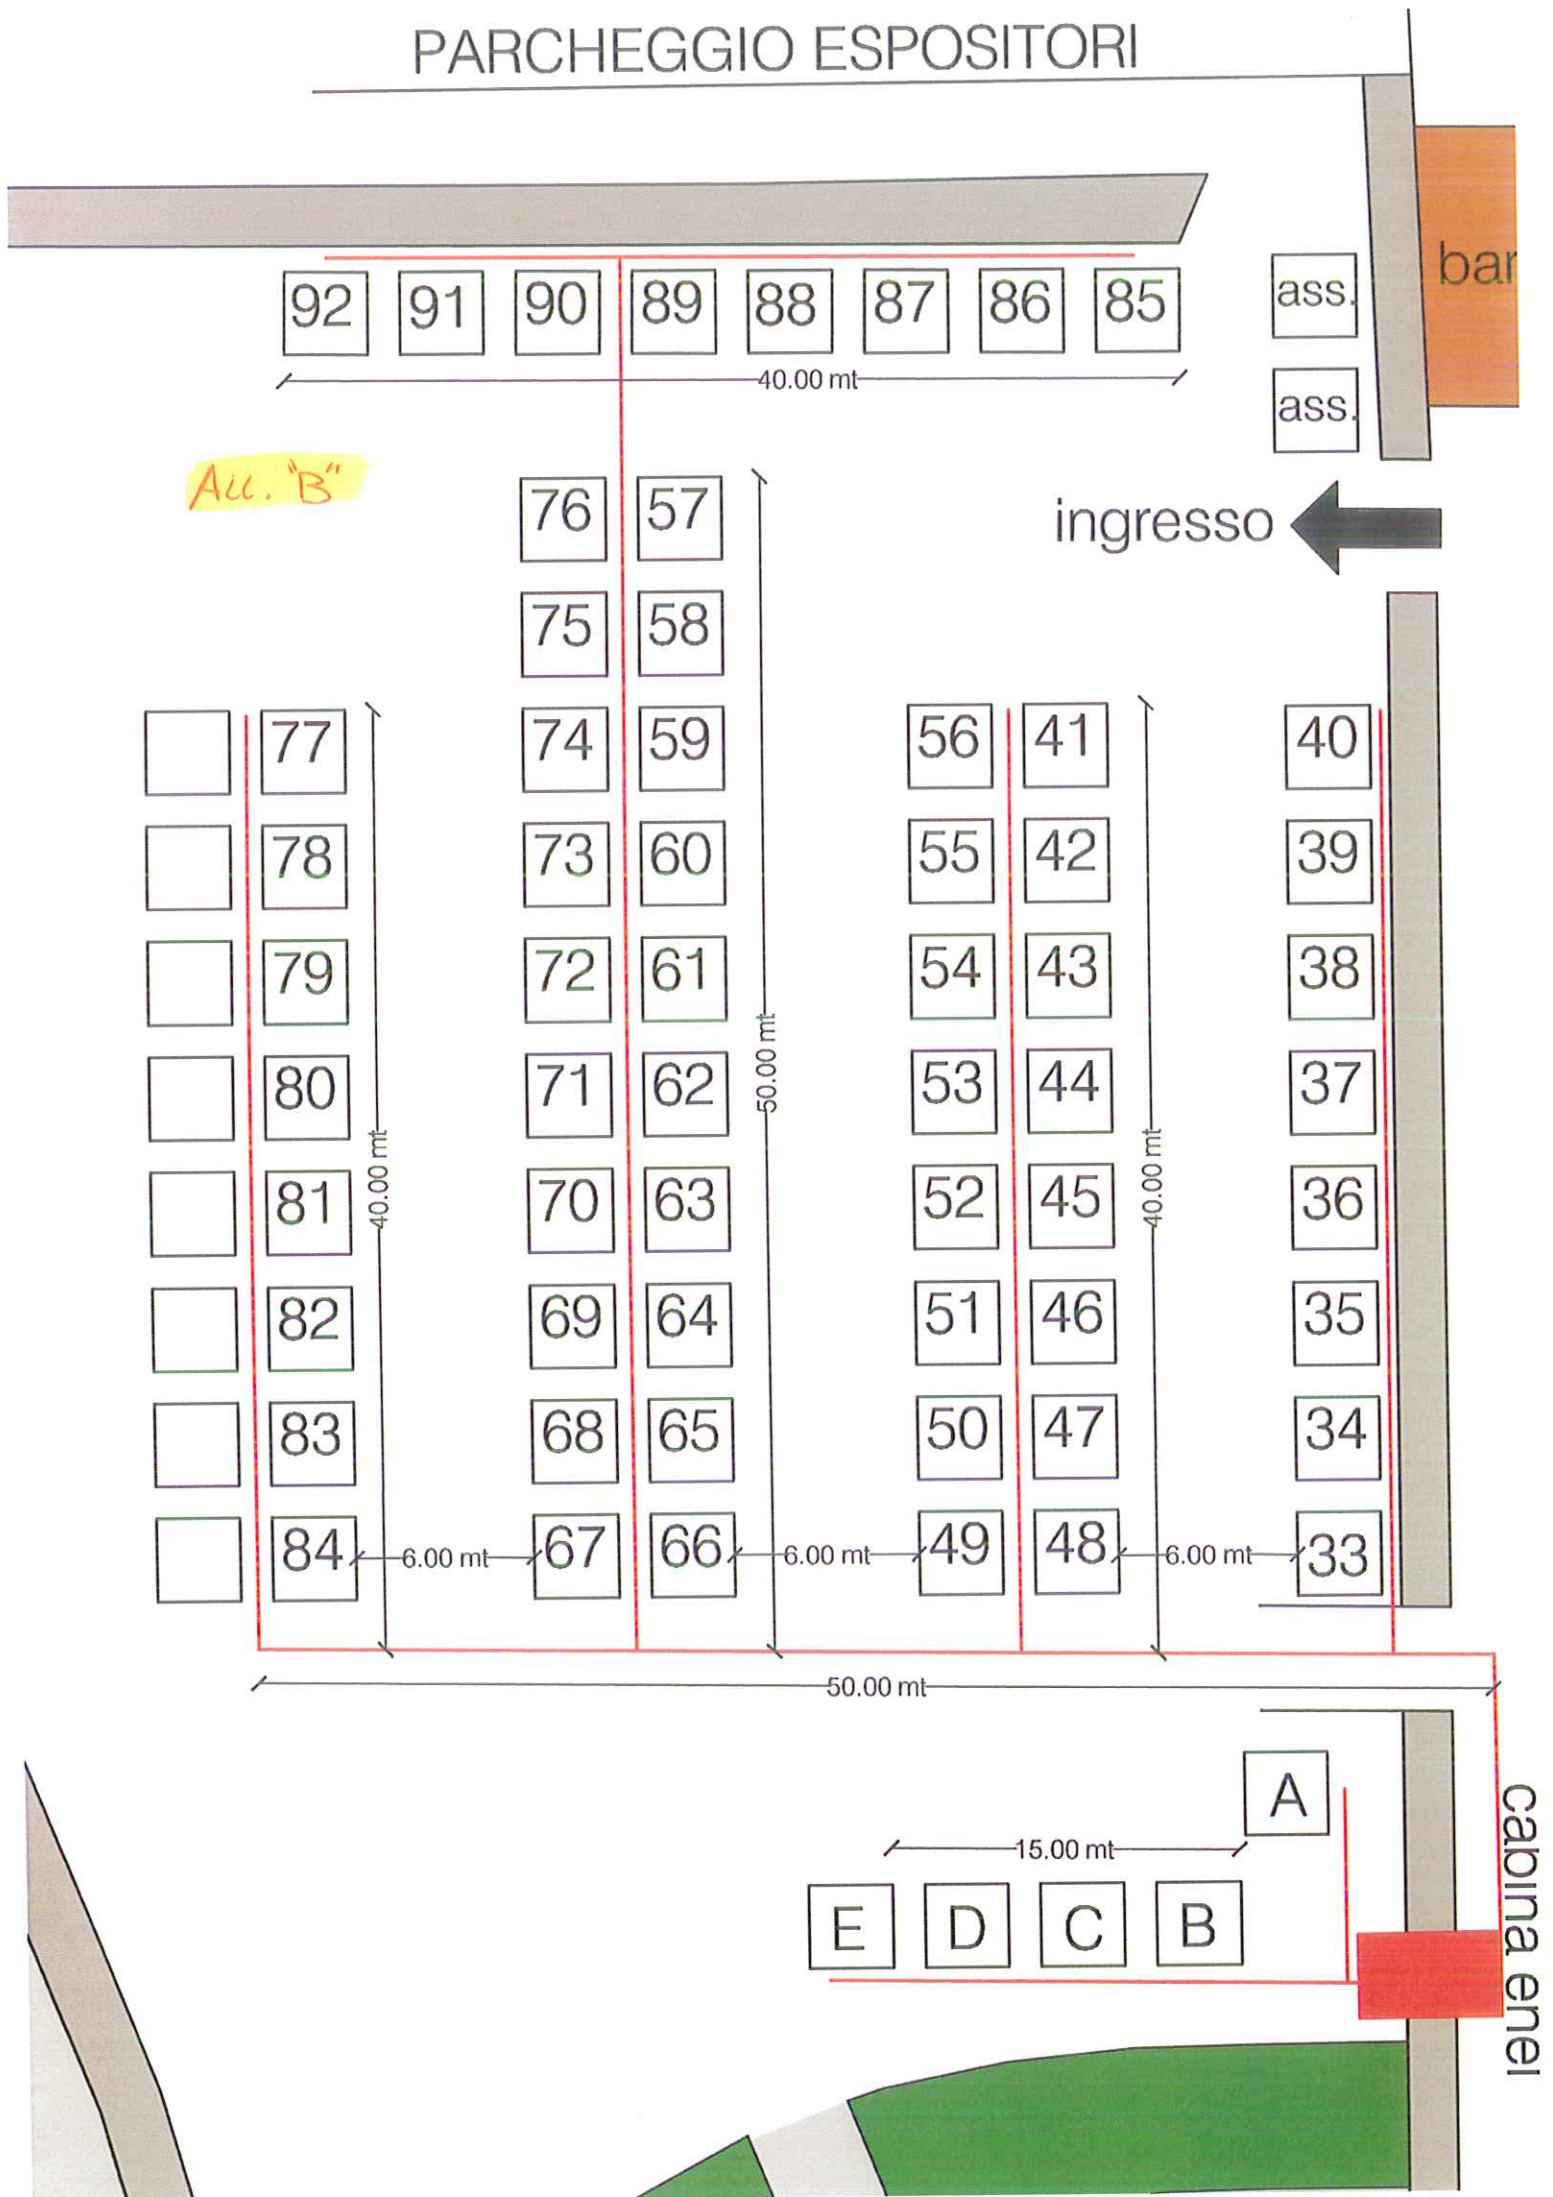 PARCHEGGIO ESPOSITORI
bar
92 91 90 89 88 87 86 85 ass.
40.00 mt
ass.
All. "B"
76 57
ingresso
75 58
77 74 59 56 41 40
78 73 60 55 42 39
79 72 61 54 43 38
50.00 mt
80 71 62 53 44 37
40.00 mt 40.00 mt
81 70 63 52 45 36
82 69 64 51 46 35
83 68 65 50 47 34
84 6.00 mt 67 66 6.00 mt 49 48 6.00 mt 33
50.00 mt
A
15.00 mt
E D C B
cabina enel